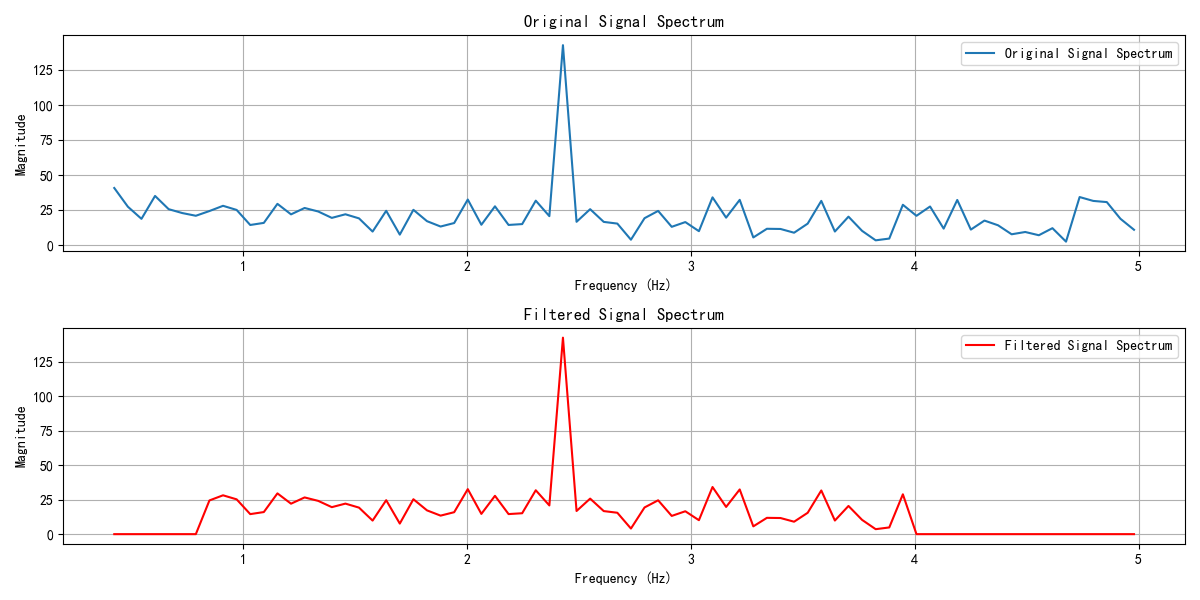 Original Signal Spectrum
Original Signal Spectrum
Magnitude
125
100
75
50
25
0
1
2
3
4
5
Frequency (Hz)
Filtered Signal Spectrum
Filtered Signal Spectrum
Magnitude
125
100
75
50
25
0
1
2
3
4
5
Frequency (Hz)